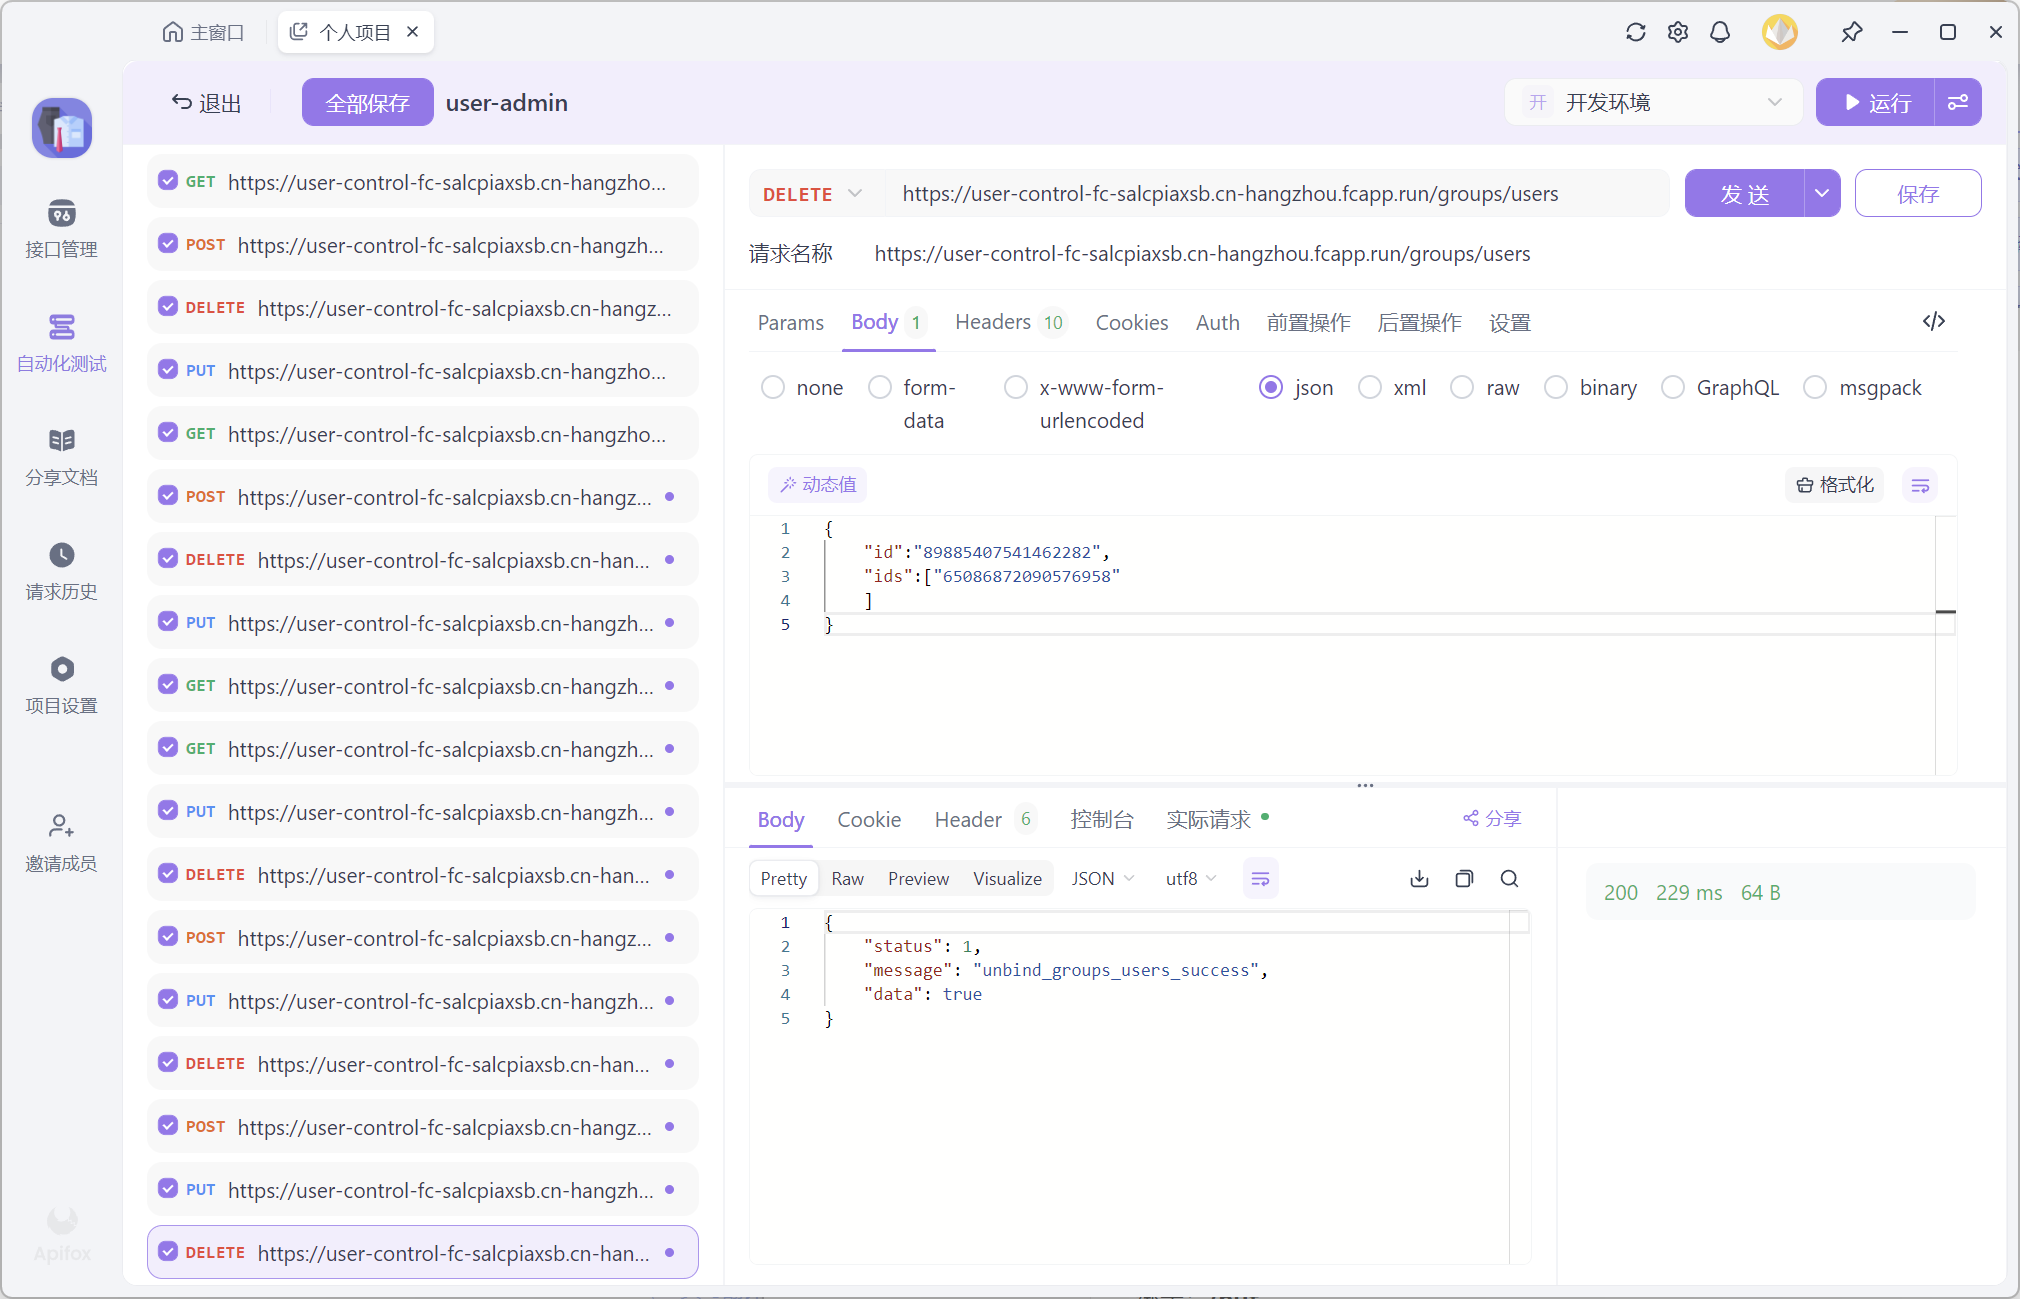 主窗口
个人项目
退出
全部保存
user-admin
开 开发环境
运行
接口管理
自动化测试
分享文档
请求历史
项目设置
邀请成员
Apifox
GET https://user-control-fc-salcpiaxsb.cn-hangzho...
POST https://user-control-fc-salcpiaxsb.cn-hangzh...
DELETE https://user-control-fc-salcpiaxsb.cn-hangz...
PUT https://user-control-fc-salcpiaxsb.cn-hangzho...
GET https://user-control-fc-salcpiaxsb.cn-hangzho...
POST https://user-control-fc-salcpiaxsb.cn-hangz...
DELETE https://user-control-fc-salcpiaxsb.cn-han...
PUT https://user-control-fc-salcpiaxsb.cn-hangzh...
GET https://user-control-fc-salcpiaxsb.cn-hangzh...
GET https://user-control-fc-salcpiaxsb.cn-hangzh...
PUT https://user-control-fc-salcpiaxsb.cn-hangzh...
DELETE https://user-control-fc-salcpiaxsb.cn-han...
POST https://user-control-fc-salcpiaxsb.cn-hangz...
PUT https://user-control-fc-salcpiaxsb.cn-hangzh...
DELETE https://user-control-fc-salcpiaxsb.cn-han...
POST https://user-control-fc-salcpiaxsb.cn-hangz...
PUT https://user-control-fc-salcpiaxsb.cn-hangzh...
DELETE https://user-control-fc-salcpiaxsb.cn-han...
DELETE https://user-control-fc-salcpiaxsb.cn-hangzhou.fcapp.run/groups/users
发 送
保存
请求名称 https://user-control-fc-salcpiaxsb.cn-hangzhou.fcapp.run/groups/users
Params Body 1 Headers 10 Cookies Auth 前置操作 后置操作 设置
none form-data x-www-form-urlencoded json xml raw binary GraphQL msgpack
动态值
格式化
1 {
2 "id":"89885407541462282",
3 "ids":["65086872090576958"
4 ]
5 }
Body Cookie Header 6 控制台 实际请求
分享
Pretty Raw Preview Visualize JSON utf8
1 {
2 "status": 1,
3 "message": "unbind_groups_users_success",
4 "data": true
5 }
200 229 ms 64 B